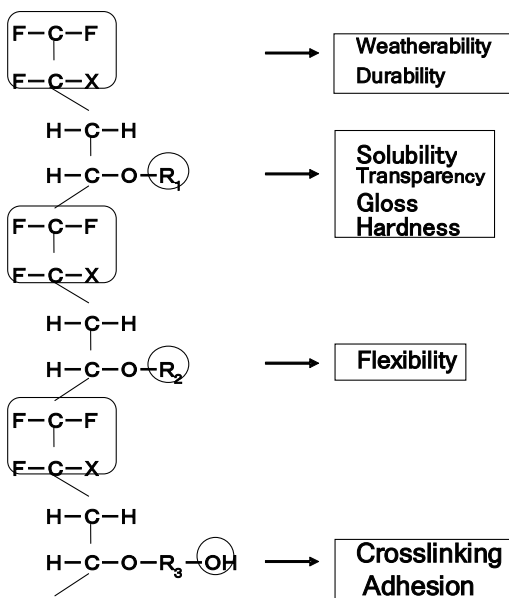 F-C-F
Weatherability
Durability
F-C-X
H-C-H
H-C-O-R1
Solubility
Transparency
Gloss
Hardness
F-C-F
F-C-X
H-C-H
H-C-O-R2
Flexibility
F-C-F
F-C-X
H-C-H
H-C-O-R3-OH
Crosslinking
Adhesion